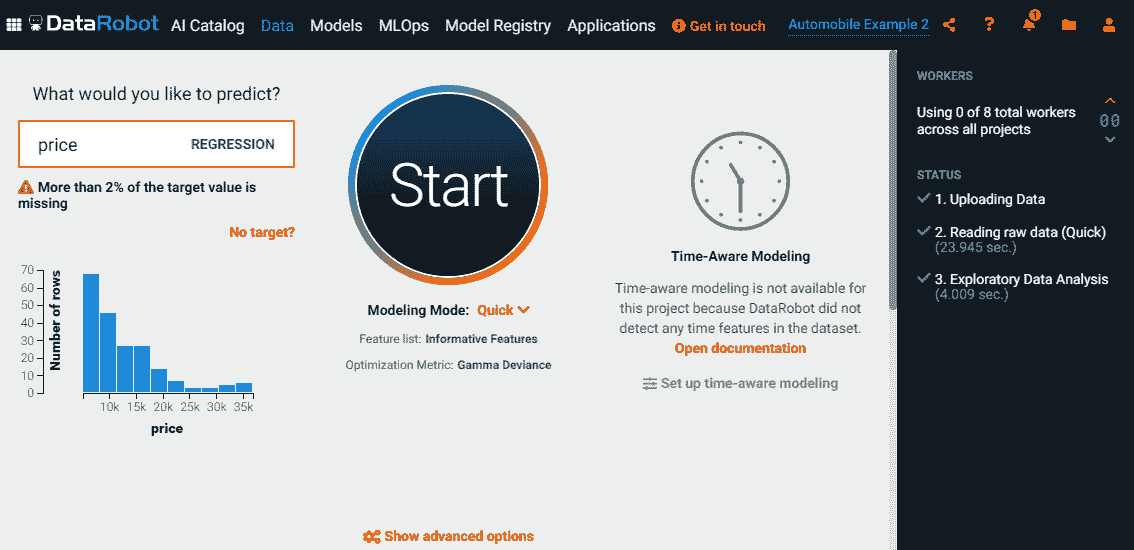 DataRobot AI Catalog Data Models MLOps Model Registry Applications Get in touch Automobile Example 2 ? 1
What would you like to predict?
price REGRESSION
More than 2% of the target value is
missing
No target?
70
60
50
40
30
20
10
0
Number of rows
10k 15k 20k 25k 30k 35k
price
Start
Modeling Mode: Quick
Feature list: Informative Features
Optimization Metric: Gamma Deviance
Show advanced options
Time-Aware Modeling
Time-aware modeling is not available for
this project because DataRobot did not
detect any time features in the dataset.
Open documentation
Set up time-aware modeling
WORKERS
Using 0 of 8 total workers
across all projects
00
STATUS
1. Uploading Data
2. Reading raw data (Quick)
(23.945 sec.)
3. Exploratory Data Analysis
(4.009 sec.)